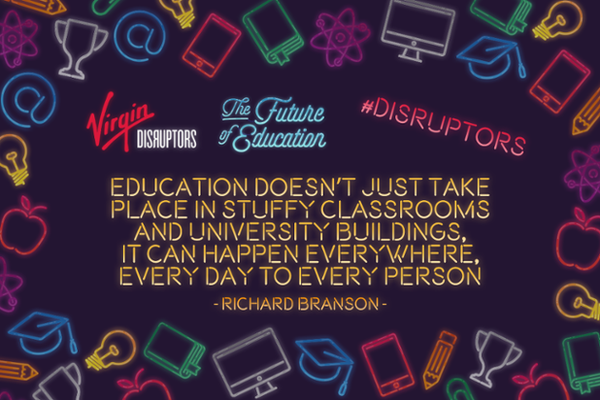 Virgin
DISRUPTORS
The Future
of Education
#DISRUPTORS
EDUCATION DOESN'T JUST TAKE
PLACE IN STUFFY CLASSROOMS
AND UNIVERSITY BUILDINGS,
IT CAN HAPPEN EVERYWHERE,
EVERY DAY TO EVERY PERSON
- RICHARD BRANSON -